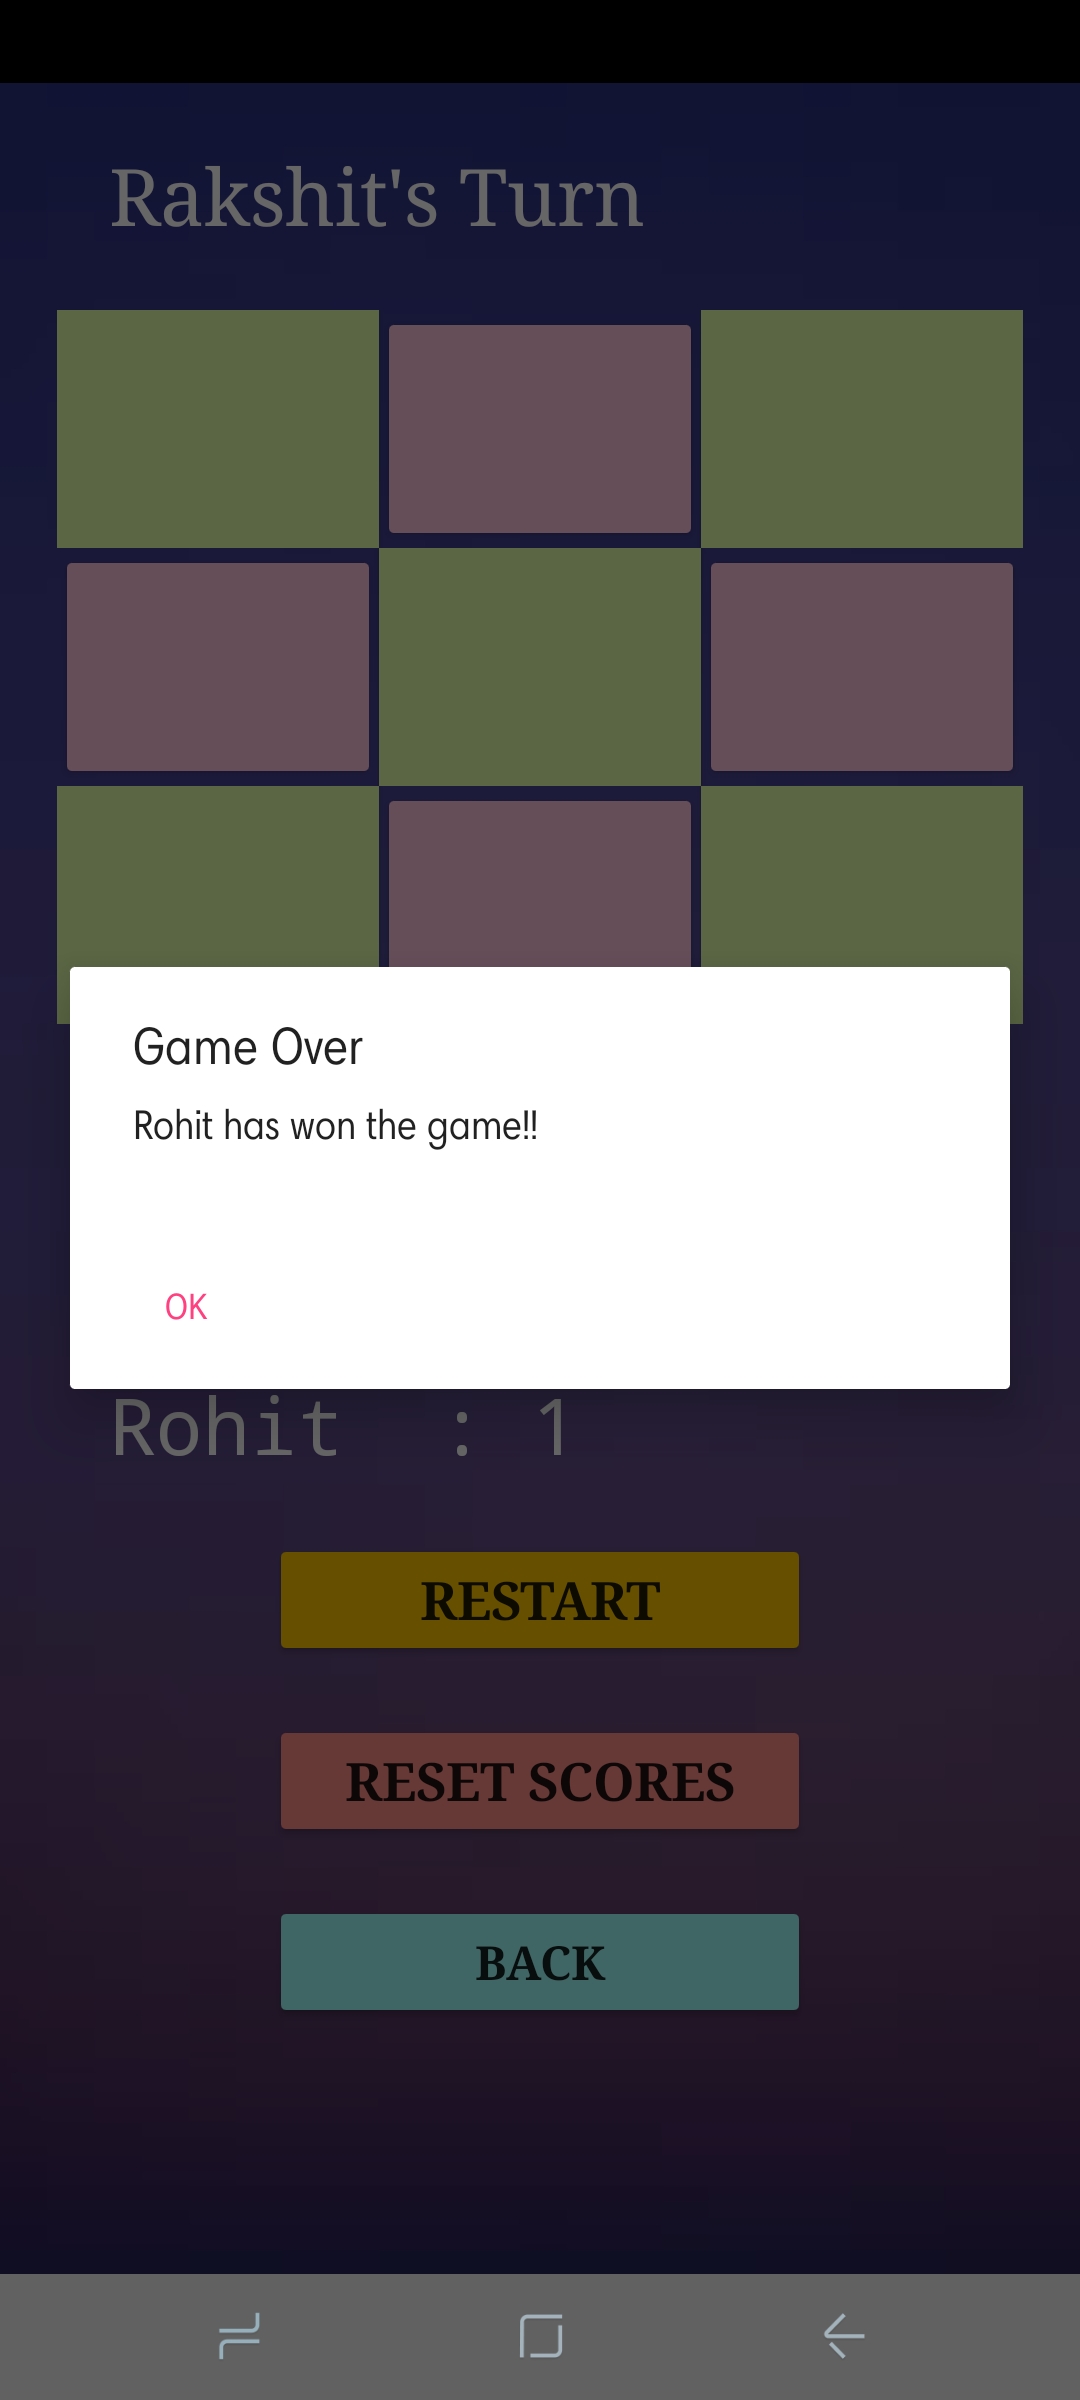 Rakshit's Turn
Game Over
Rohit has won the game!!
OK
Rohit : 1
RESTART
RESET SCORES
BACK